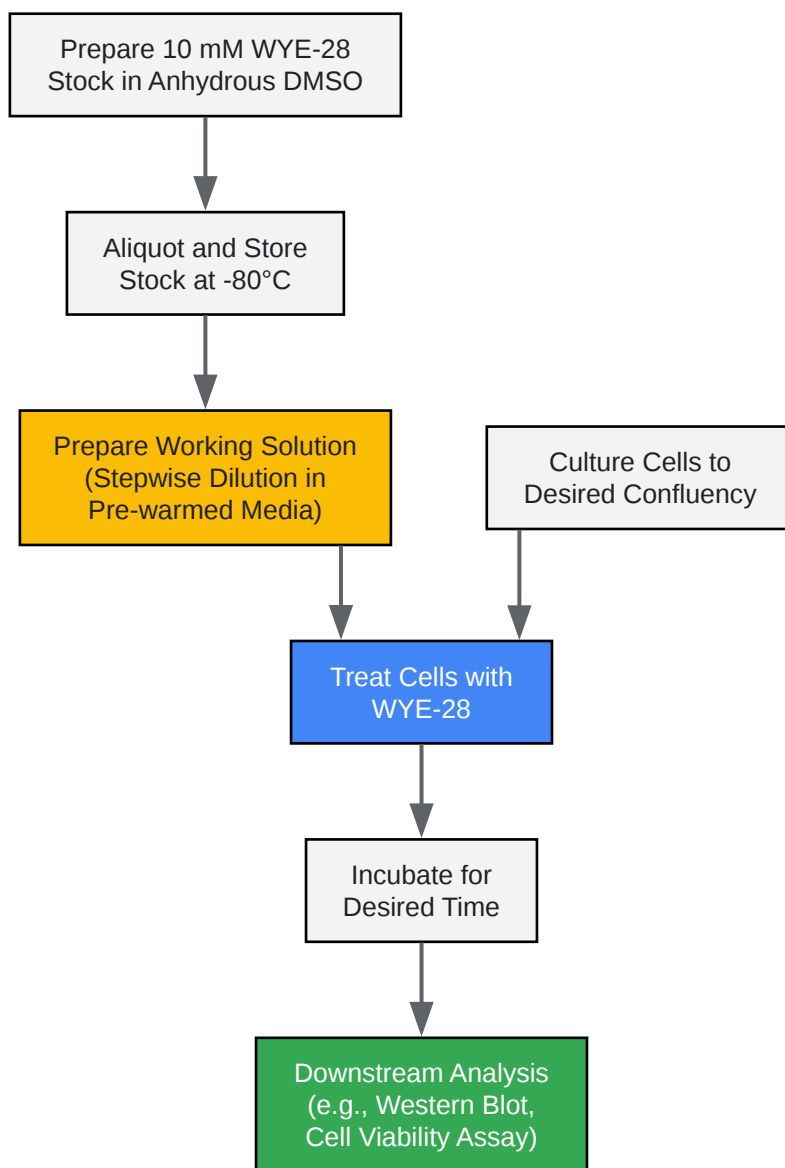 Prepare 10 mM WYE-28
Stock in Anhydrous DMSO
Aliquot and Store
Stock at -80°C
Prepare Working Solution
(Stepwise Dilution in
Pre-warmed Media)
Culture Cells to
Desired Confluency
Treat Cells with
WYE-28
Incubate for
Desired Time
Downstream Analysis
(e.g., Western Blot,
Cell Viability Assay)